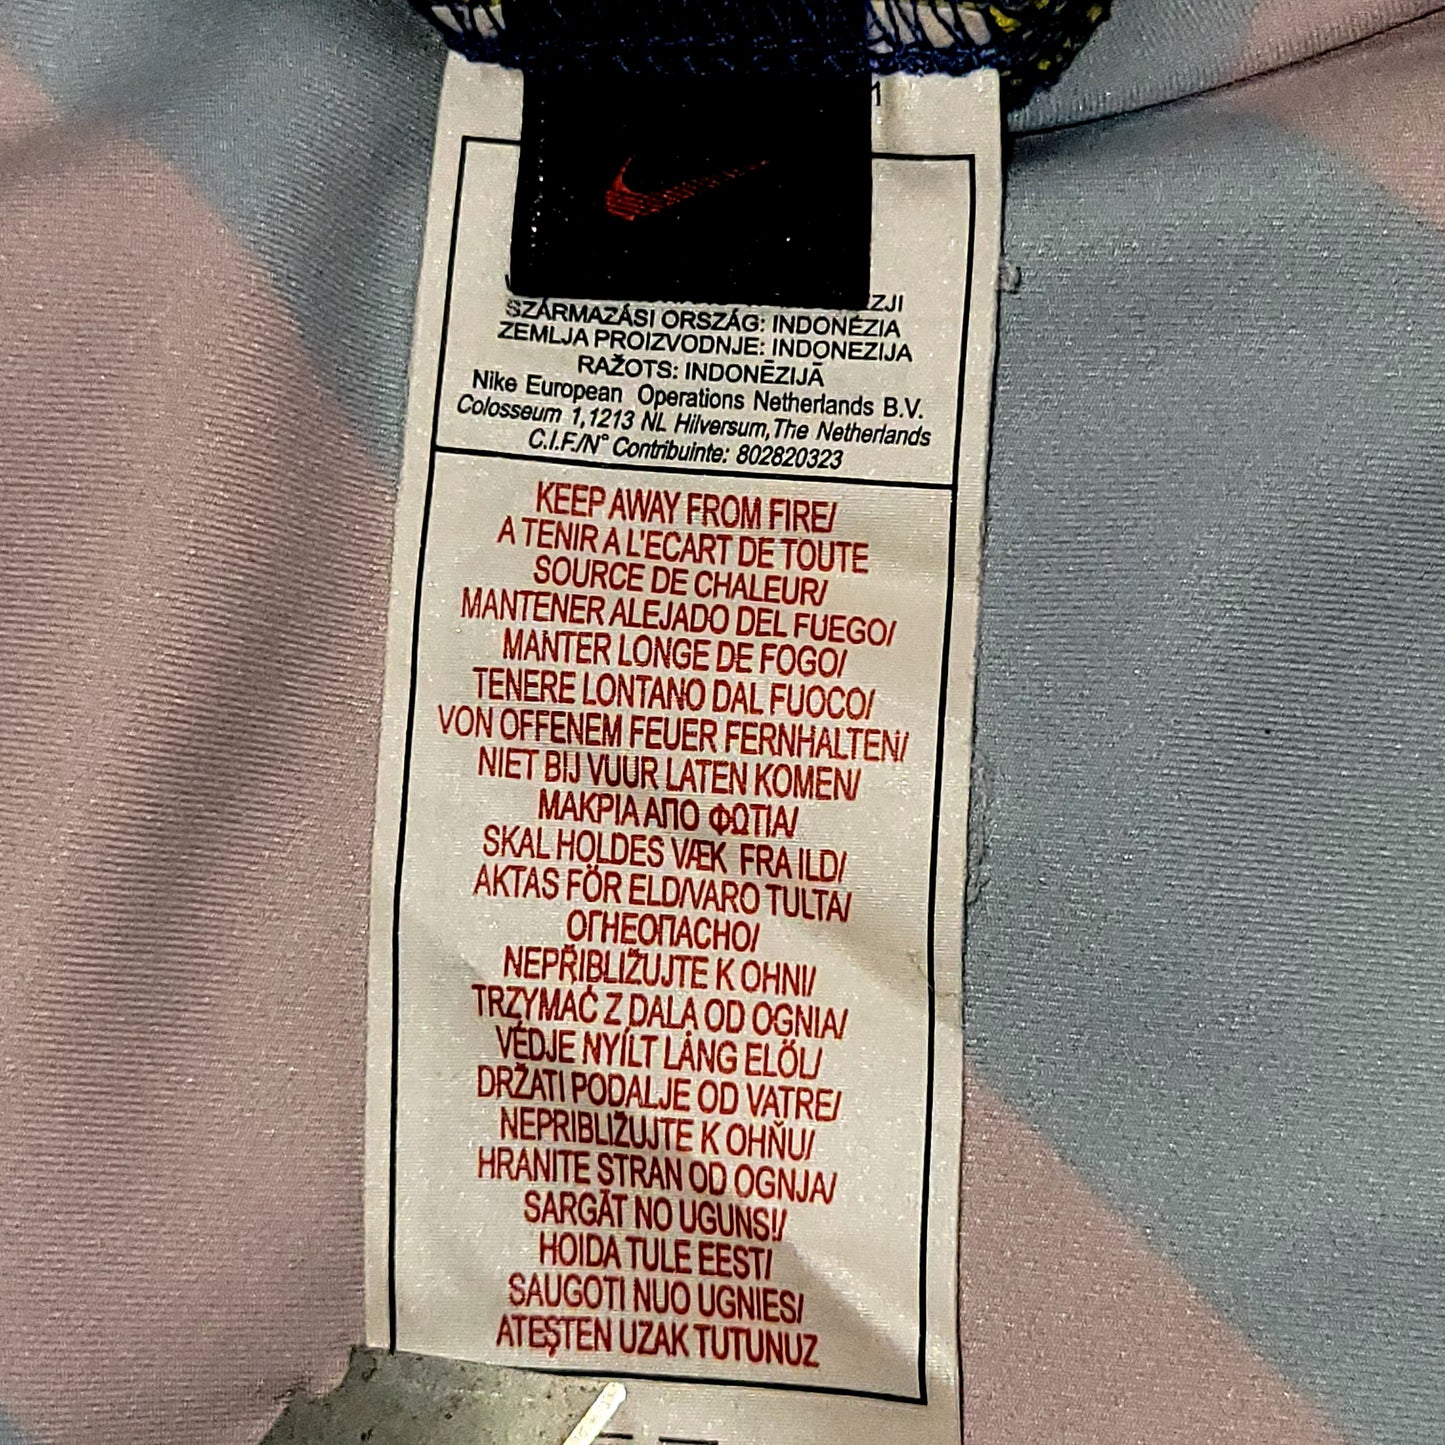 1
ZJI
SZÁRMAZÁSI ORSZÁG: INDONÉZIA
ZEMLJA PROIZVODNJE: INDONEZIJA
RAŽOTS: INDONĒZIJĀ
Nike European Operations Netherlands B.V.
Colosseum 1,1213 NL Hilversum,The Netherlands
C.I.F./N° Contribuinte: 802820323
KEEP AWAY FROM FIRE/
A TENIR A L'ECART DE TOUTE
SOURCE DE CHALEUR/
MANTENER ALEJADO DEL FUEGO/
MANTER LONGE DE FOGO/
TENERE LONTANO DAL FUOCO/
VON OFFENEM FEUER FERNHALTEN/
NIET BIJ VUUR LATEN KOMEN/
ΜΑΚΡΙΑ ΑΠΟ ΦΩΤΙΑ/
SKAL HOLDES VÆK FRA ILD/
AKTAS FÖR ELD/VARO TULTA/
ОГНЕОПАСНО/
NEPŘIBLIŽUJTE K OHNI/
TRZYMAĆ Z DALA OD OGNIA/
VÉDJE NYÍLT LÁNG ELŐL/
DRŽATI PODALJE OD VATRE/
NEPRIBLIŽUJTE K OHŇU/
HRANITE STRAN OD OGNJA/
SARGĀT NO UGUNS!/
HOIDA TULE EEST/
SAUGOTI NUO UGNIES/
ATEŞTEN UZAK TUTUNUZ